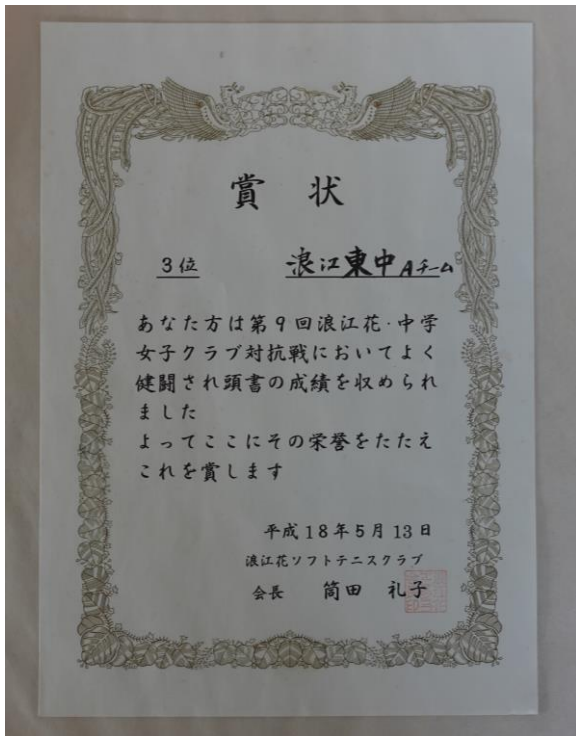 賞状
3位 浪江東中Aチーム
あなた方は第9回浪江花・中学
女子クラブ対抗戦においてよく
健闘され頭書の成績を収められ
ました
よってここにその栄誉をたたえ
これを賞します
平成18年5月13日
浪江花ソフトテニスクラブ
会長 筒田 礼子